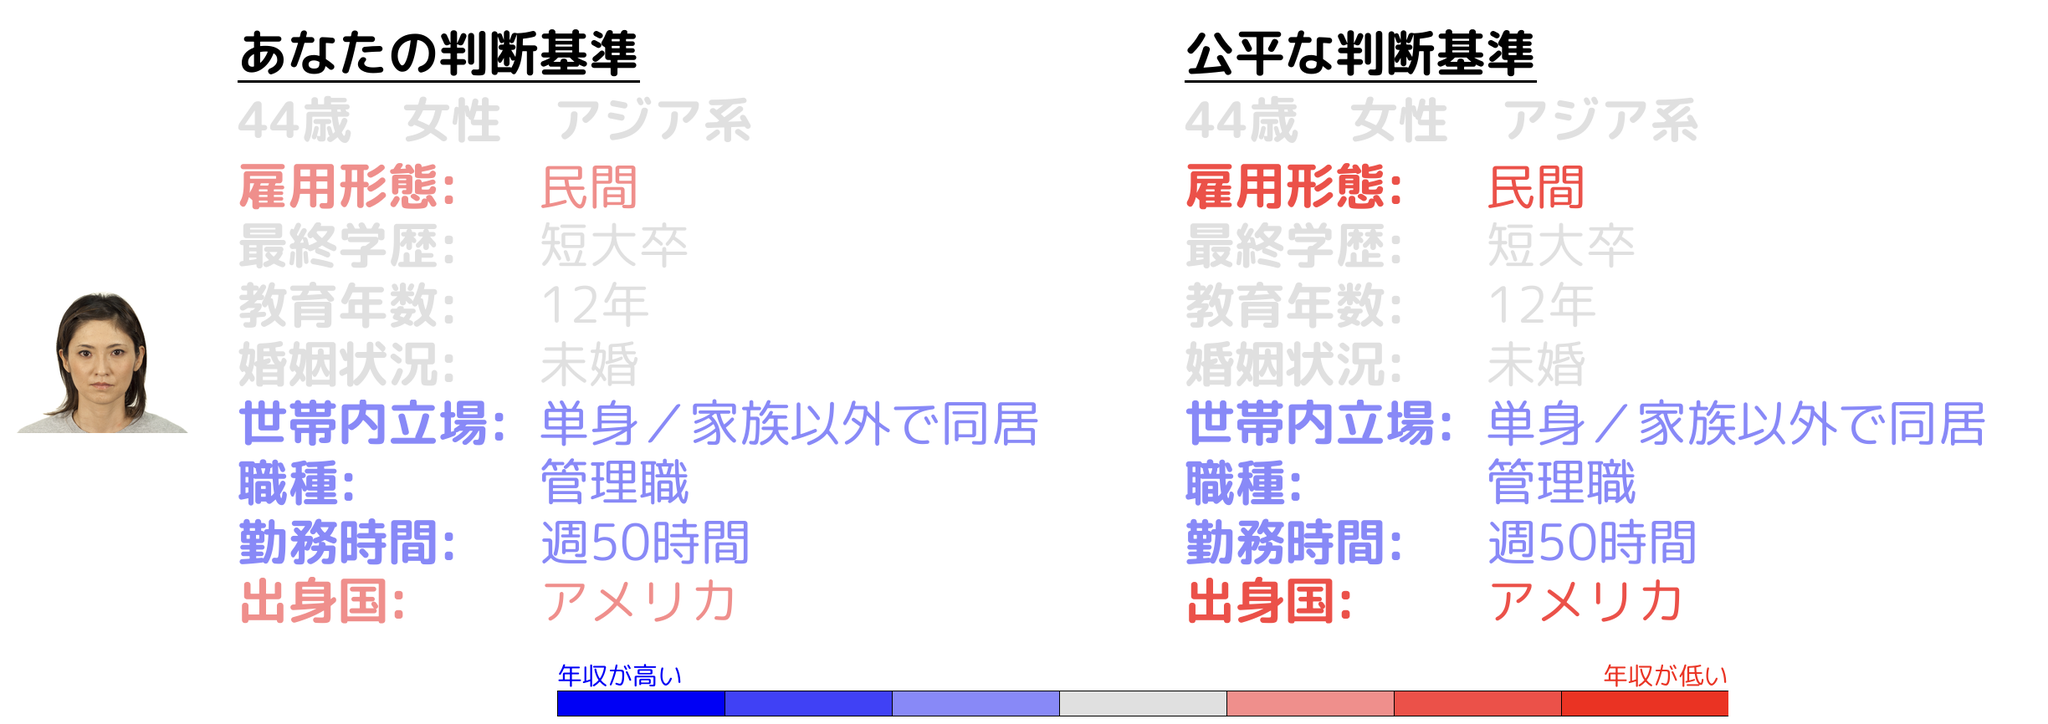 あなたの判断基準
44歳 女性 アジア系
雇用形態: 民間
最終学歴: 短大卒
教育年数: 12年
婚姻状況: 未婚
世帯内立場: 単身／家族以外で同居
職種: 管理職
勤務時間: 週50時間
出身国: アメリカ
公平な判断基準
44歳 女性 アジア系
雇用形態: 民間
最終学歴: 短大卒
教育年数: 12年
婚姻状況: 未婚
世帯内立場: 単身／家族以外で同居
職種: 管理職
勤務時間: 週50時間
出身国: アメリカ
年収が高い
年収が低い